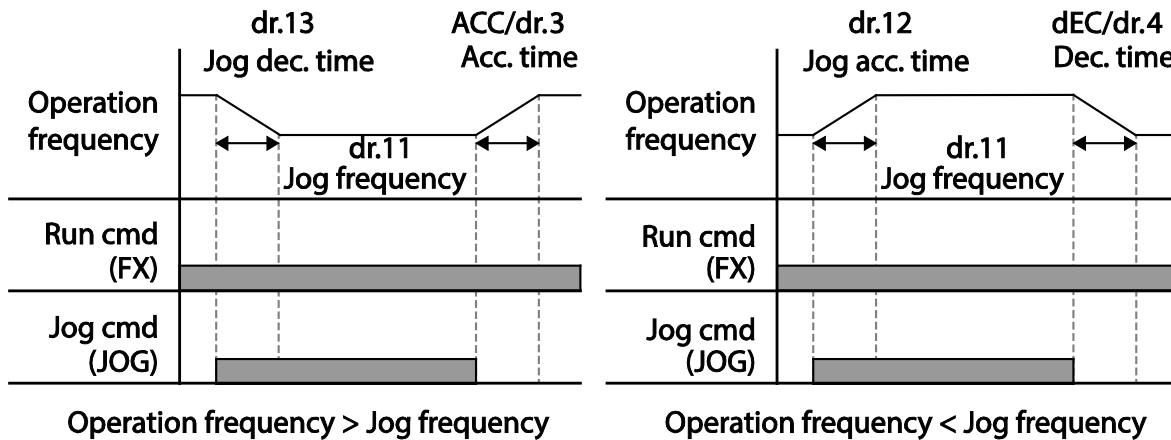 dr.13
Jog dec. time
ACC/dr.3
Acc. time
Operation
frequency
dr.11
Jog frequency
Run cmd
(FX)
Jog cmd
(JOG)
Operation frequency > Jog frequency
dr.12
Jog acc. time
dEC/dr.4
Dec. time
Operation
frequency
dr.11
Jog frequency
Run cmd
(FX)
Jog cmd
(JOG)
Operation frequency < Jog frequency